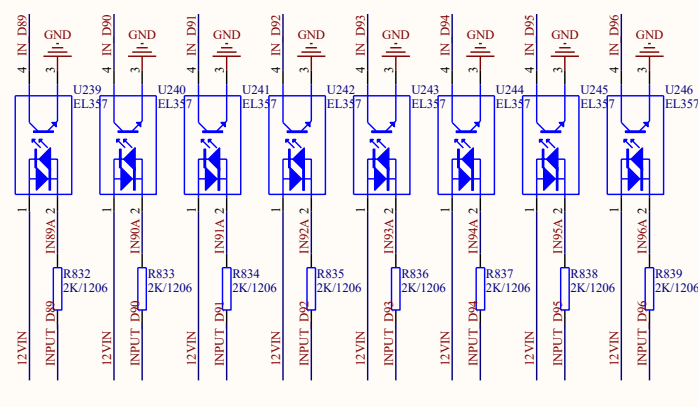 IN D89
GND
IN D90
GND
IN D91
GND
IN D92
GND
IN D93
GND
IN D94
GND
IN D95
GND
IN D96
GND
4
3
4
3
4
3
4
3
4
3
4
3
4
3
4
3
U239
EL357
U240
EL357
U241
EL357
U242
EL357
U243
EL357
U244
EL357
U245
EL357
U246
EL357
1
2
1
2
1
2
1
2
1
2
1
2
1
2
1
2
IN89A
IN90A
IN91A
IN92A
IN93A
IN94A
IN95A
IN96A
R832
2K/1206
R833
2K/1206
R834
2K/1206
R835
2K/1206
R836
2K/1206
R837
2K/1206
R838
2K/1206
R839
2K/1206
12VIN
INPUT D89
12VIN
INPUT D90
12VIN
INPUT D91
12VIN
INPUT D92
12VIN
INPUT D93
12VIN
INPUT D94
12VIN
INPUT D95
12VIN
INPUT D96